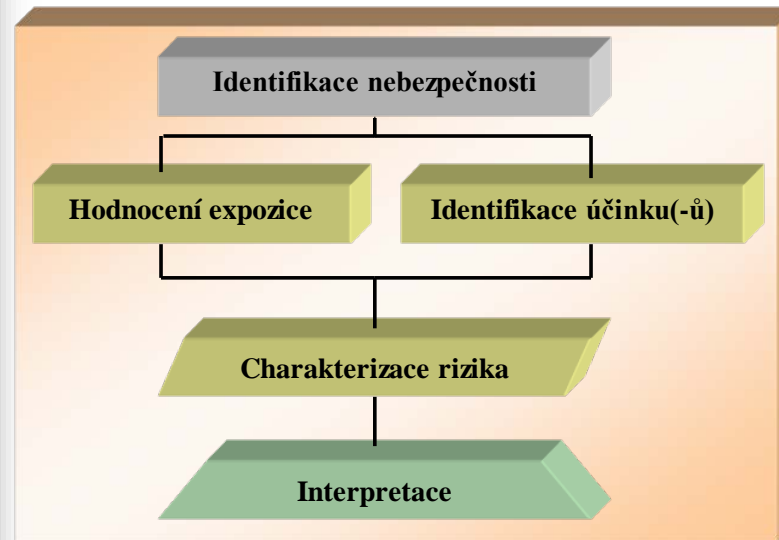 Identifikace nebezpečnosti
Hodnocení expozice
Identifikace účinku(-ů)
Charakterizace rizika
Interpretace